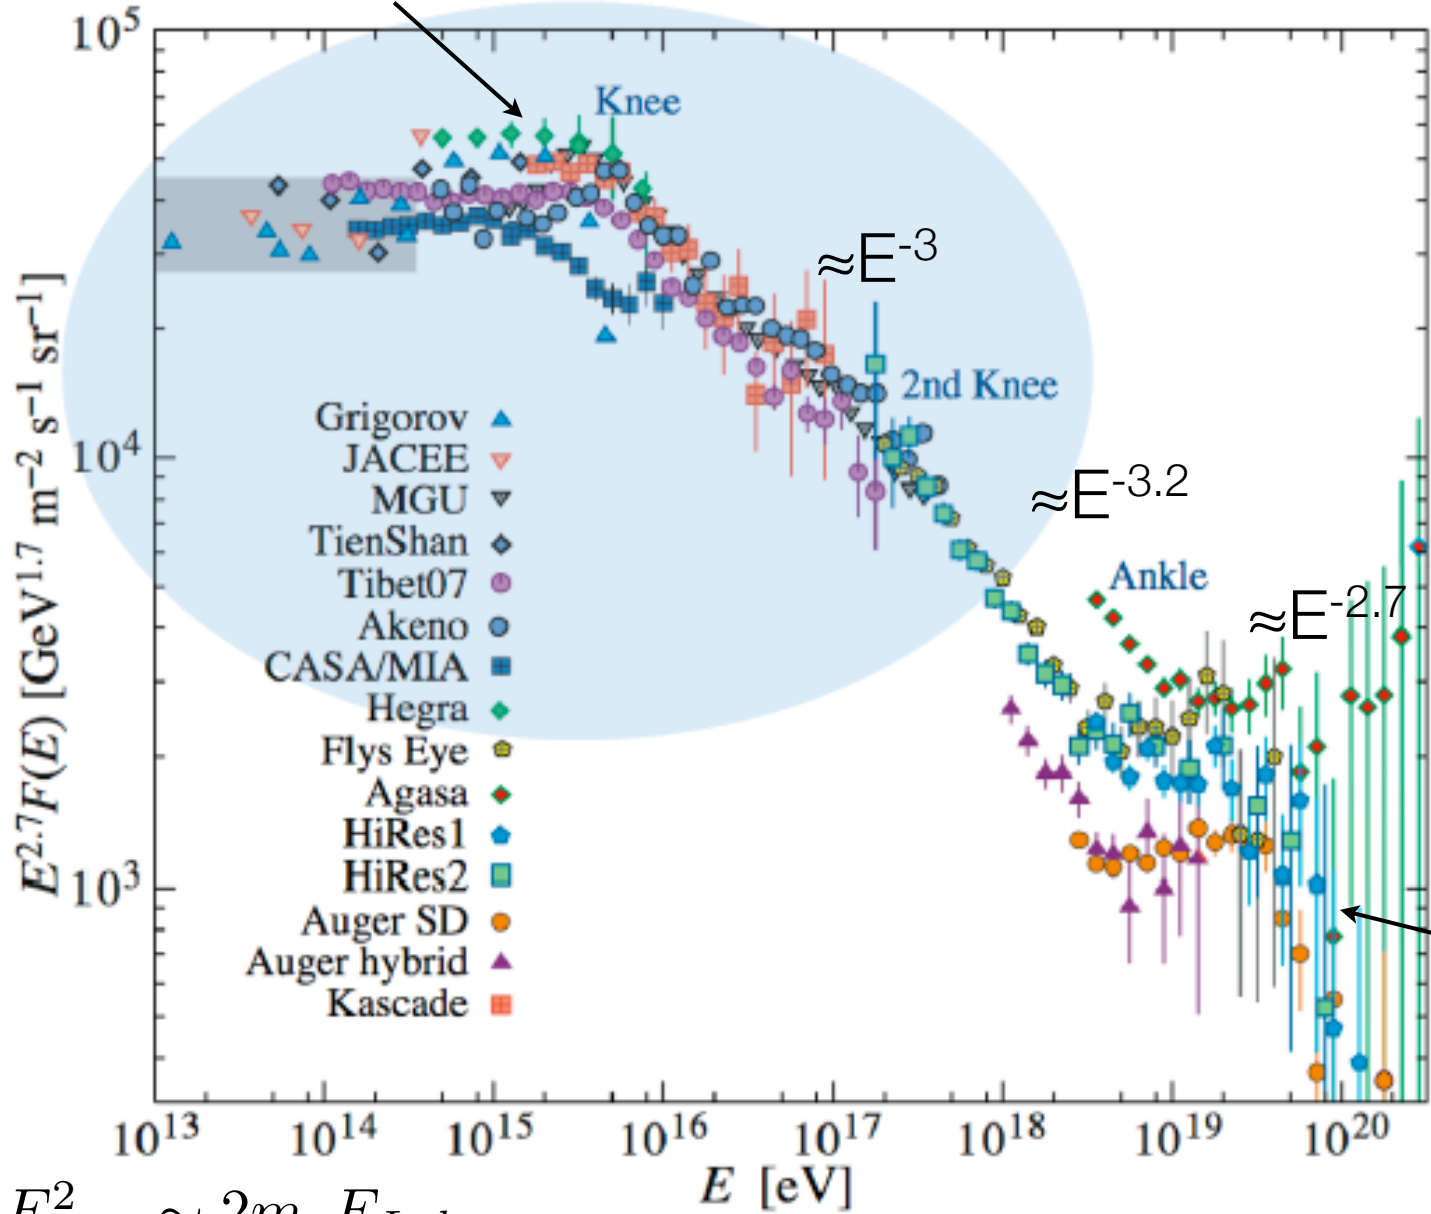 10^5
Knee
≈E^-3
2nd Knee
10^4
≈E^-3.2
Ankle
≈E^-2.7
Grigorov
JACEE
MGU
TienShan
Tibet07
Akeno
CASA/MIA
Hegra
Flys Eye
Agasa
HiRes1
HiRes2
Auger SD
Auger hybrid
Kascade
10^3
E^2.7F(E) [GeV^1.7 m^−2 s^−1 sr^−1]
10^13 10^14 10^15 10^16 10^17 10^18 10^19 10^20
E [eV]